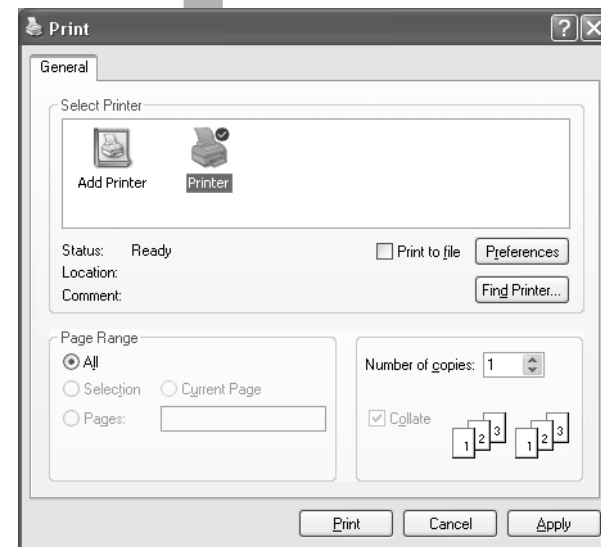 Print
General
Select Printer
Add Printer Printer
Status: Ready
Print to file Preferences
Location:
Comment:
Find Printer...
Page Range
All
Selection Current Page
Pages:
Number of copies: 1
Collate
1 2 3 1 2 3
Print Cancel Apply